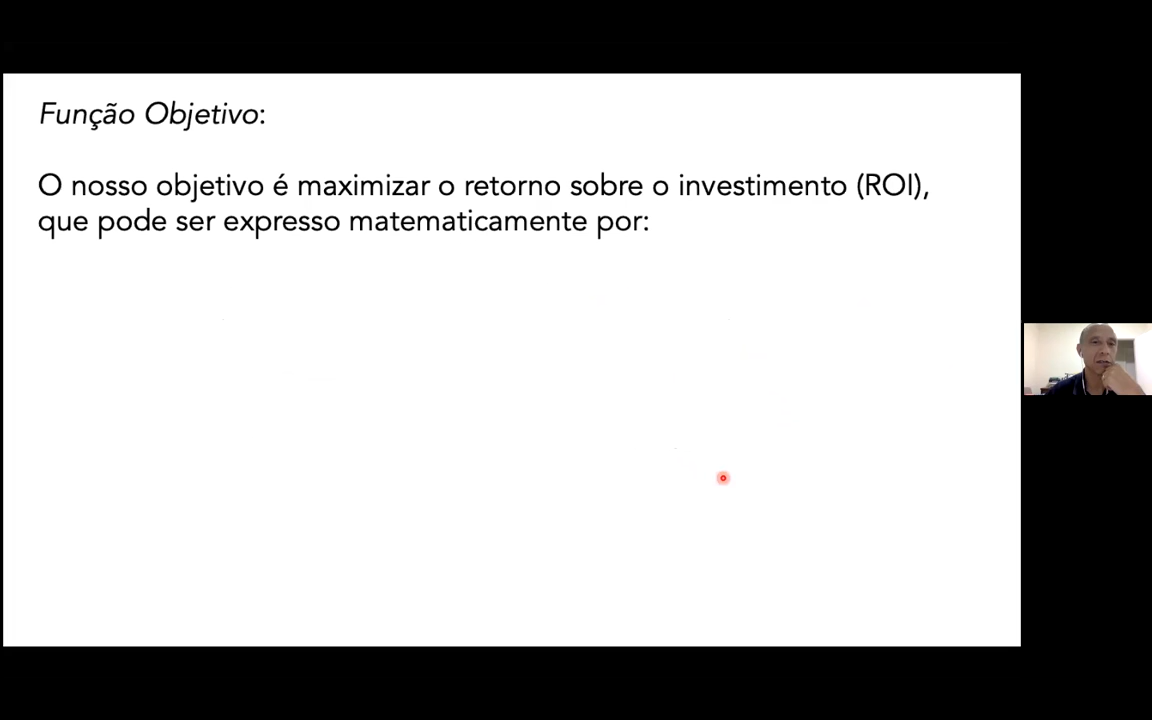 Função Objetivo:
O nosso objetivo é maximizar o retorno sobre o investimento (ROI),
que pode ser expresso matematicamente por: